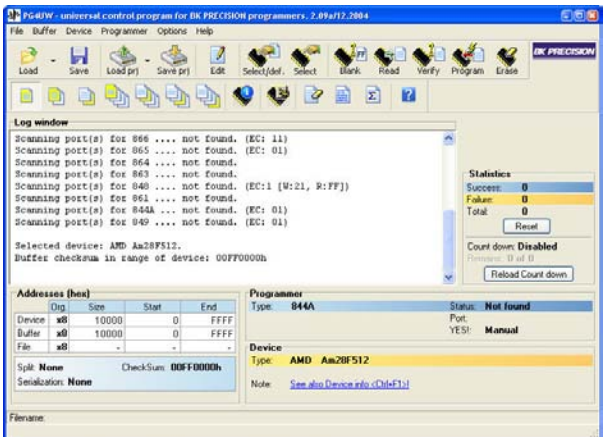 PG4UW - universal control program for BK PRECISION programmers. 2.09a/12.2004
File Buffer Device Programmer Options Help
Load Save Load prj Save prj Edit Select/def. Select Blank Read Verify Program Erase
BK PRECISION
Log window
Scanning port(s) for 866 .... not found. (EC: 11)
Scanning port(s) for 865 .... not found. (EC: 01)
Scanning port(s) for 864 .... not found.
Scanning port(s) for 863 .... not found.
Scanning port(s) for 848 .... not found. (EC:1 [W:21, R:FF])
Scanning port(s) for 861 .... not found.
Scanning port(s) for 844A .... not found. (EC: 01)
Scanning port(s) for 849 .... not found. (EC: 01)
Selected device: AMD Am28F512.
Buffer checksum in range of device: 00FF0000h
Statistics
Success: 0
Failure: 0
Total: 0
Reset
Count down: Disabled
Remains: 0 of 0
Reload Count down
Addresses (hex)
Org. Size Start End
Device x8 10000 0 FFFF
Buffer x8 10000 0 FFFF
File x8 - - -
Split: None CheckSum: 00FF0000h
Serialization: None
Programmer
Type: 844A Status: Not found
Port:
YES!: Manual
Device
Type: AMD Am28F512
Note: See also Device info <Ctrl+F1>!
Filename: